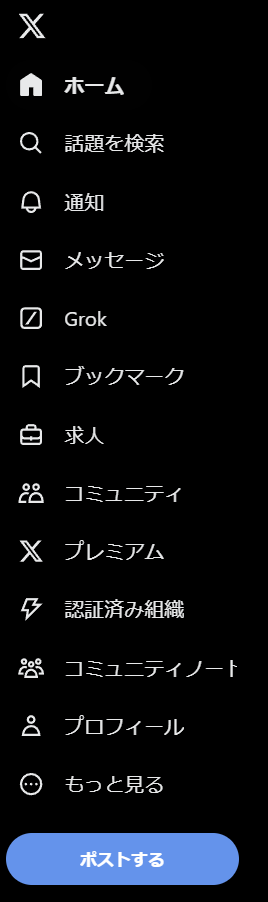 ホーム
話題を検索
通知
メッセージ
Grok
ブックマーク
求人
コミュニティ
プレミアム
認証済み組織
コミュニティノート
プロフィール
もっと見る
ポストする